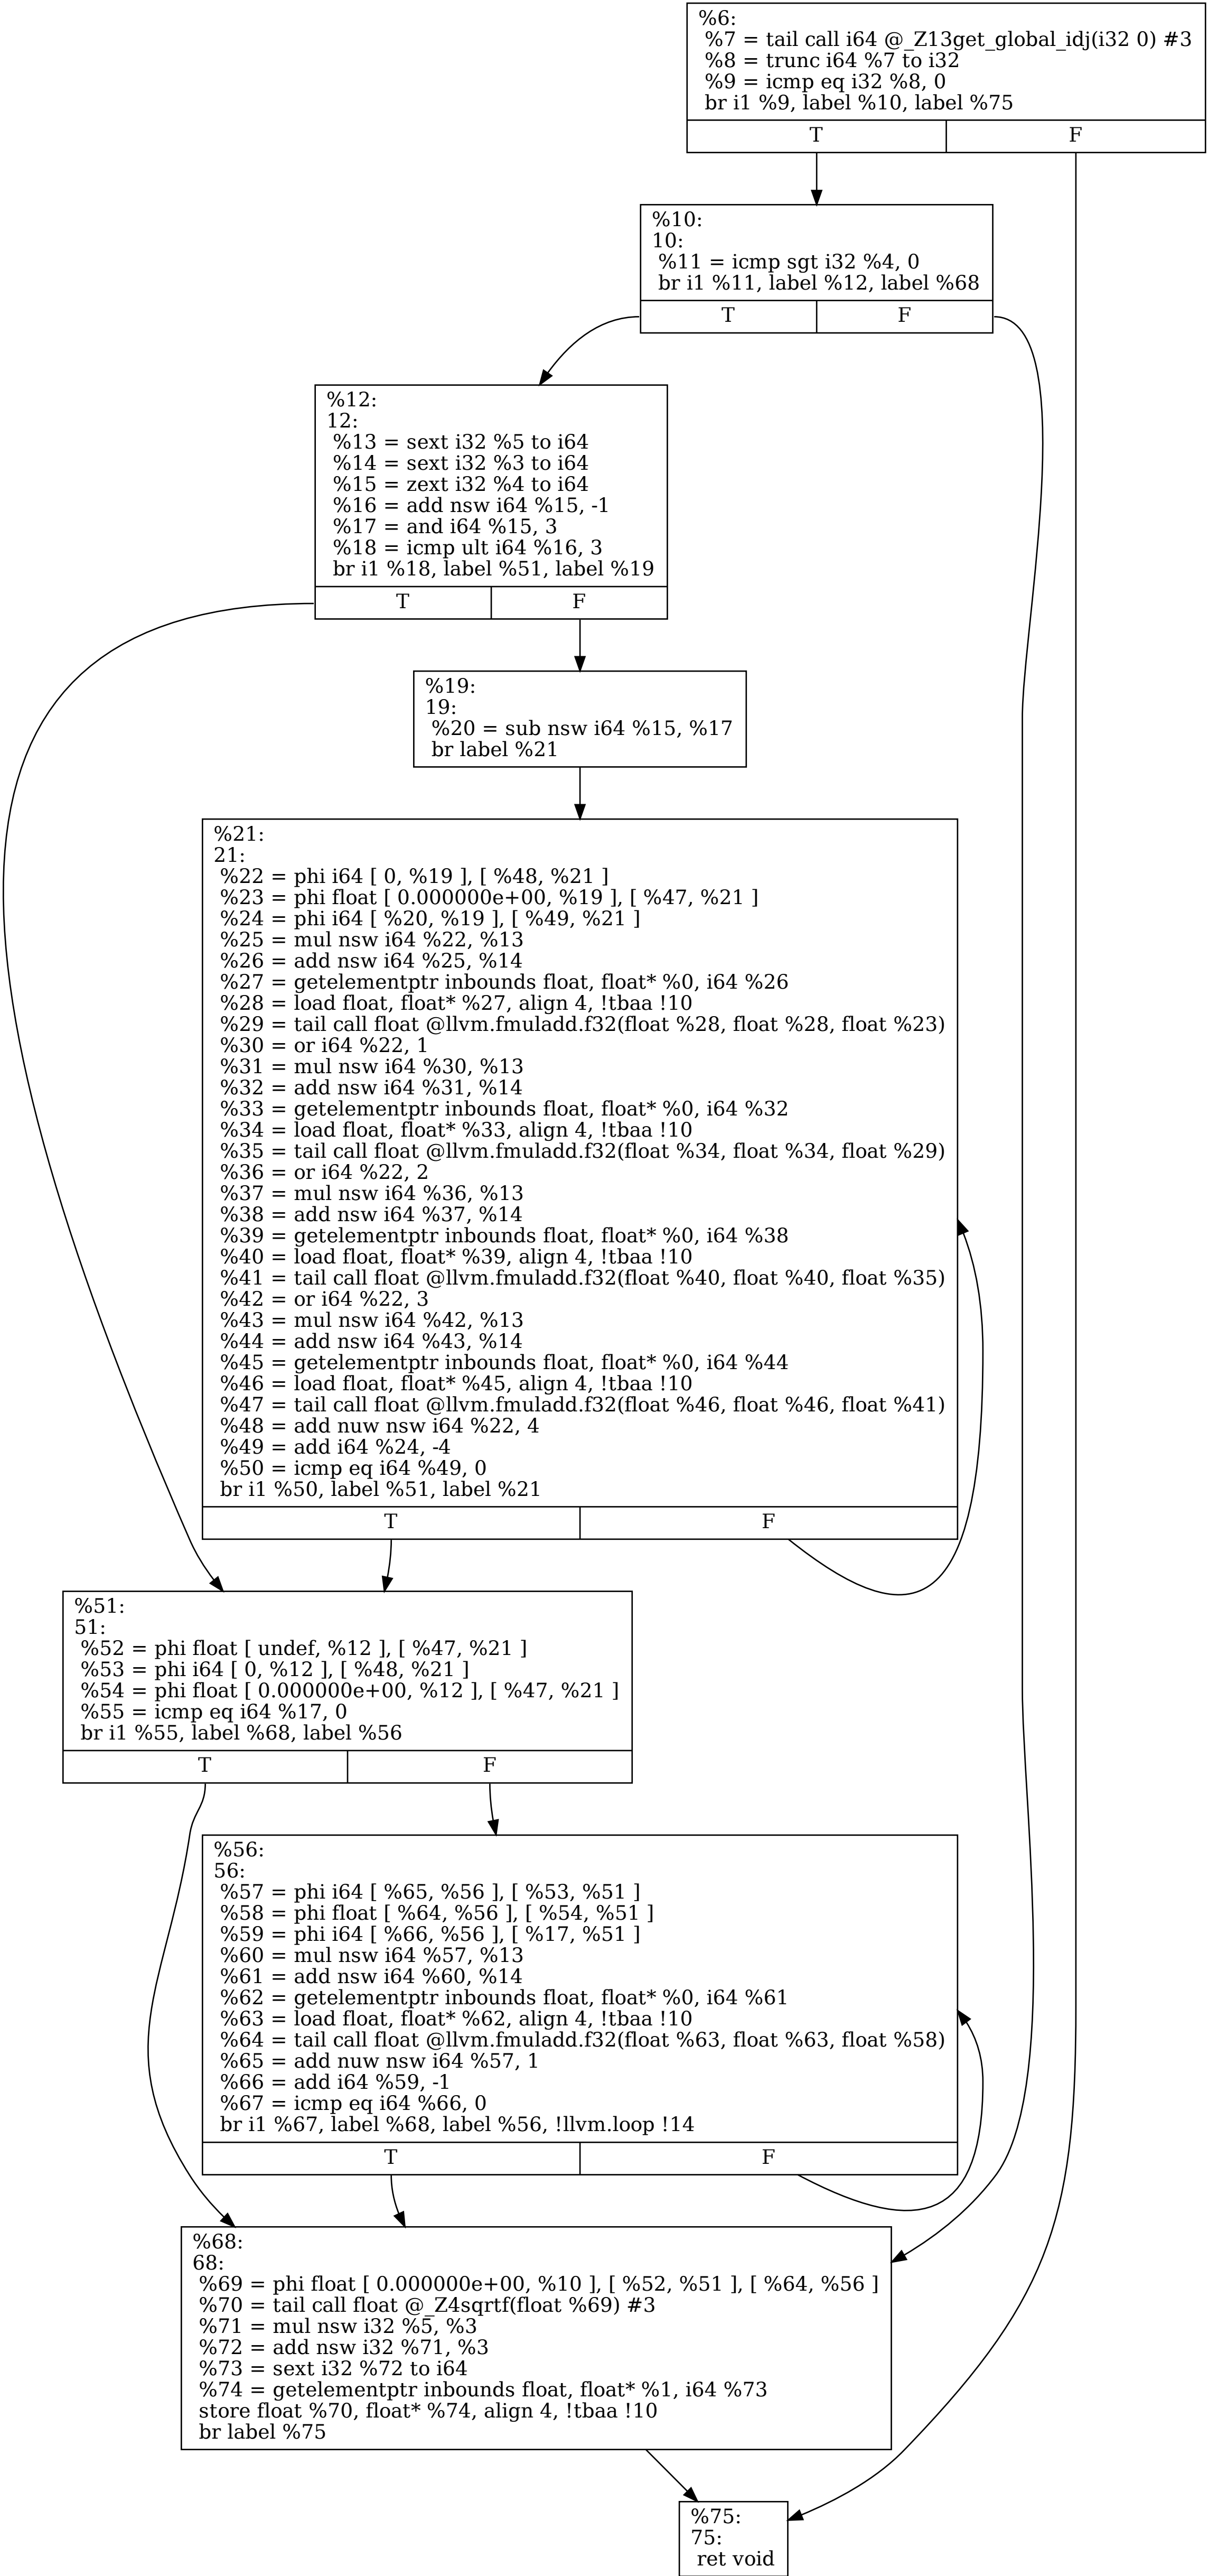 %6:
%7 = tail call i64 @_Z13get_global_idj(i32 0) #3
%8 = trunc i64 %7 to i32
%9 = icmp eq i32 %8, 0
br i1 %9, label %10, label %75
T
F
%10:
10:
%11 = icmp sgt i32 %4, 0
br i1 %11, label %12, label %68
T
F
%12:
12:
%13 = sext i32 %5 to i64
%14 = sext i32 %3 to i64
%15 = zext i32 %4 to i64
%16 = add nsw i64 %15, -1
%17 = and i64 %15, 3
%18 = icmp ult i64 %16, 3
br i1 %18, label %51, label %19
T
F
%19:
19:
%20 = sub nsw i64 %15, %17
br label %21
%21:
21:
%22 = phi i64 [ 0, %19 ], [ %48, %21 ]
%23 = phi float [ 0.000000e+00, %19 ], [ %47, %21 ]
%24 = phi i64 [ %20, %19 ], [ %49, %21 ]
%25 = mul nsw i64 %22, %13
%26 = add nsw i64 %25, %14
%27 = getelementptr inbounds float, float* %0, i64 %26
%28 = load float, float* %27, align 4, !tbaa !10
%29 = tail call float @llvm.fmuladd.f32(float %28, float %28, float %23)
%30 = or i64 %22, 1
%31 = mul nsw i64 %30, %13
%32 = add nsw i64 %31, %14
%33 = getelementptr inbounds float, float* %0, i64 %32
%34 = load float, float* %33, align 4, !tbaa !10
%35 = tail call float @llvm.fmuladd.f32(float %34, float %34, float %29)
%36 = or i64 %22, 2
%37 = mul nsw i64 %36, %13
%38 = add nsw i64 %37, %14
%39 = getelementptr inbounds float, float* %0, i64 %38
%40 = load float, float* %39, align 4, !tbaa !10
%41 = tail call float @llvm.fmuladd.f32(float %40, float %40, float %35)
%42 = or i64 %22, 3
%43 = mul nsw i64 %42, %13
%44 = add nsw i64 %43, %14
%45 = getelementptr inbounds float, float* %0, i64 %44
%46 = load float, float* %45, align 4, !tbaa !10
%47 = tail call float @llvm.fmuladd.f32(float %46, float %46, float %41)
%48 = add nuw nsw i64 %22, 4
%49 = add i64 %24, -4
%50 = icmp eq i64 %49, 0
br i1 %50, label %51, label %21
T
F
%51:
51:
%52 = phi float [ undef, %12 ], [ %47, %21 ]
%53 = phi i64 [ 0, %12 ], [ %48, %21 ]
%54 = phi float [ 0.000000e+00, %12 ], [ %47, %21 ]
%55 = icmp eq i64 %17, 0
br i1 %55, label %68, label %56
T
F
%56:
56:
%57 = phi i64 [ %65, %56 ], [ %53, %51 ]
%58 = phi float [ %64, %56 ], [ %54, %51 ]
%59 = phi i64 [ %66, %56 ], [ %17, %51 ]
%60 = mul nsw i64 %57, %13
%61 = add nsw i64 %60, %14
%62 = getelementptr inbounds float, float* %0, i64 %61
%63 = load float, float* %62, align 4, !tbaa !10
%64 = tail call float @llvm.fmuladd.f32(float %63, float %63, float %58)
%65 = add nuw nsw i64 %57, 1
%66 = add i64 %59, -1
%67 = icmp eq i64 %66, 0
br i1 %67, label %68, label %56, !llvm.loop !14
T
F
%68:
68:
%69 = phi float [ 0.000000e+00, %10 ], [ %52, %51 ], [ %64, %56 ]
%70 = tail call float @_Z4sqrtf(float %69) #3
%71 = mul nsw i32 %5, %3
%72 = add nsw i32 %71, %3
%73 = sext i32 %72 to i64
%74 = getelementptr inbounds float, float* %1, i64 %73
store float %70, float* %74, align 4, !tbaa !10
br label %75
%75:
75:
ret void